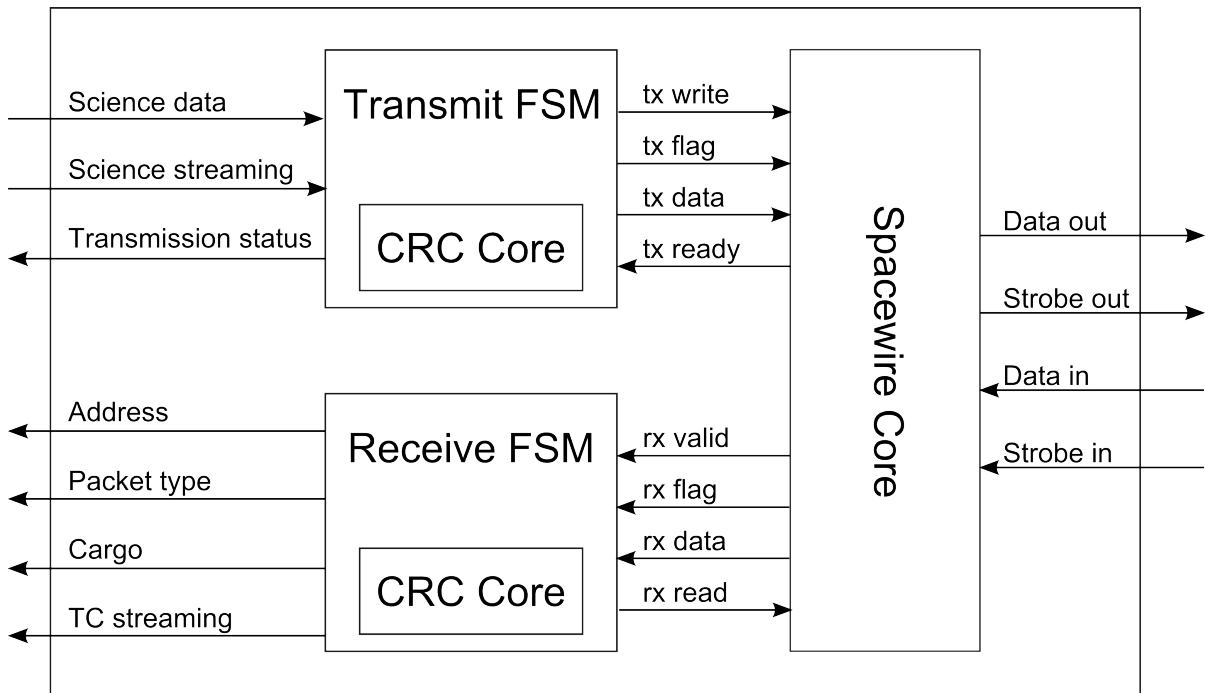 Science data
Science streaming
Transmission status
Transmit FSM
CRC Core
tx write
tx flag
tx data
tx ready
Address
Packet type
Cargo
TC streaming
Receive FSM
CRC Core
rx valid
rx flag
rx data
rx read
Spacewire Core
Data out
Strobe out
Data in
Strobe in